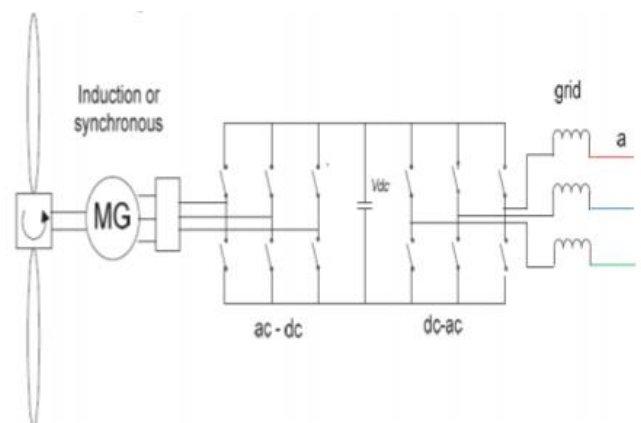 Induction or
synchronous
MG
Vdc
ac - dc
dc-ac
grid
a